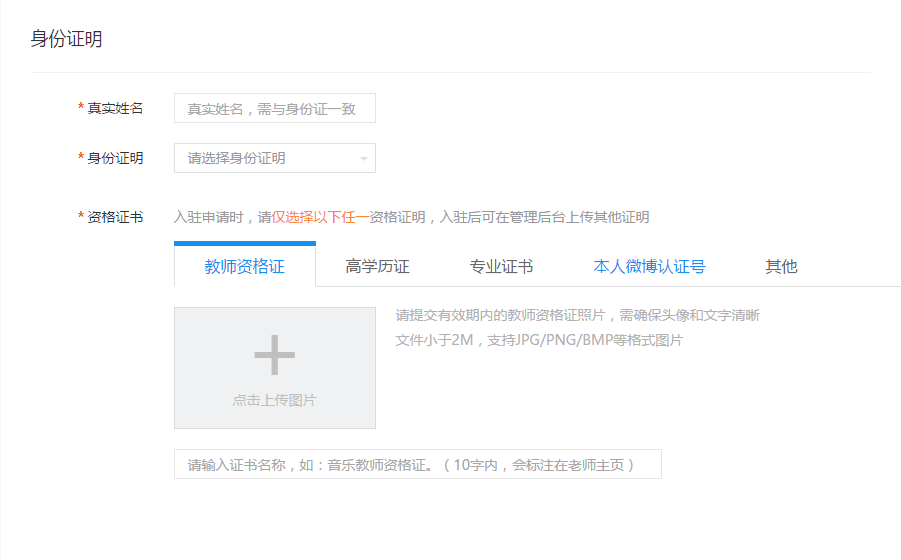 身份证明
* 真实姓名 真实姓名，需与身份证一致
* 身份证明 请选择身份证明
* 资格证书 入驻申请时，请仅选择以下任一资格证明，入驻后可在管理后台上传其他证明
教师资格证 高学历证 专业证书 本人微博认证号 其他
请提交有效期内的教师资格证照片，需确保头像和文字清晰
文件小于2M，支持JPG/PNG/BMP等格式图片
点击上传图片
请输入证书名称，如：音乐教师资格证。（10字内，会标注在老师主页）